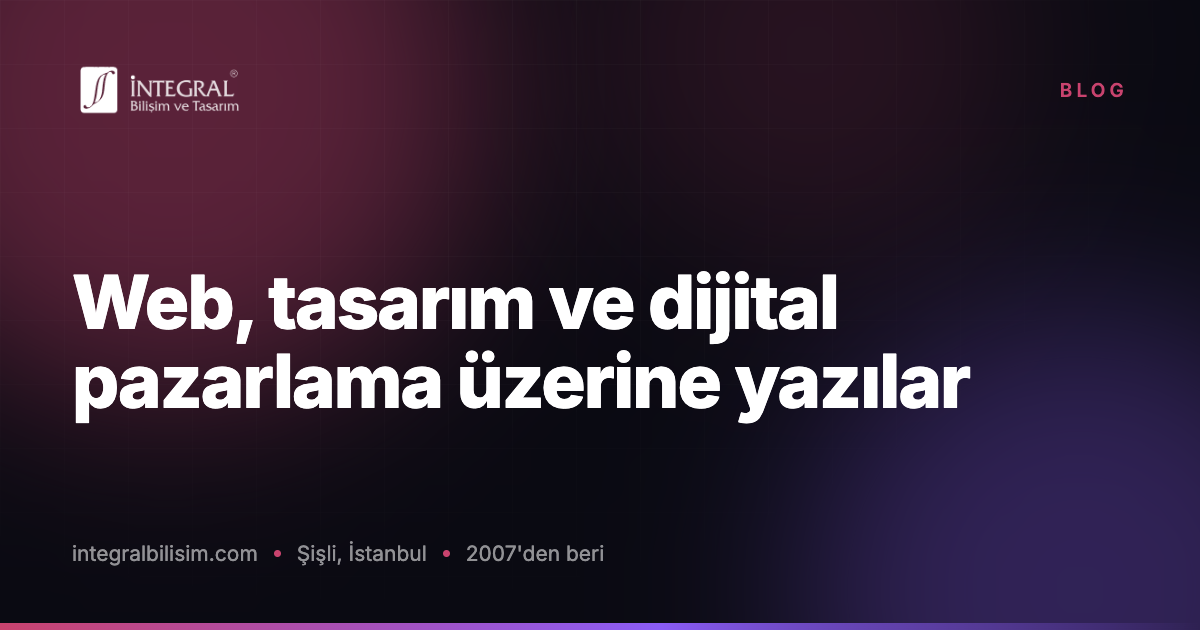 İNTEGRAL®
Bilişim ve Tasarım
BLOG
Web, tasarım ve dijital
pazarlama üzerine yazılar
integralbilisim.com • Şişli, İstanbul • 2007'den beri